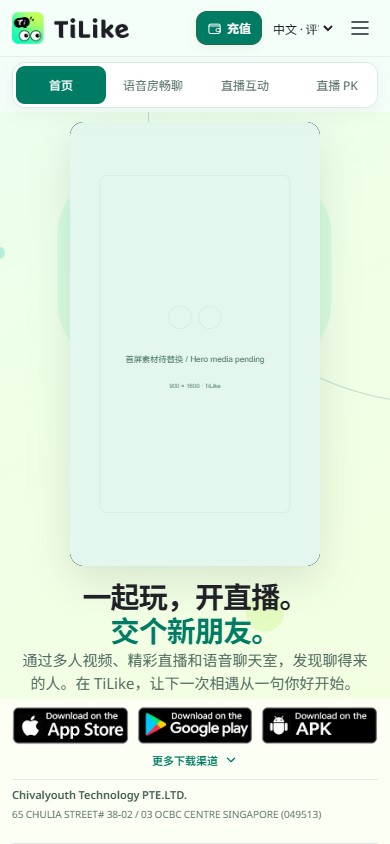 TiLike
充值
中文 · 评
首页
语音房畅聊
直播互动
直播 PK
首屏素材待替换 / Hero media pending
900 × 1600 · TiLike
一起玩，开直播。
交个新朋友。
通过多人视频、精彩直播和语音聊天室，发现聊得来
的人。在 TiLike，让下一次相遇从一句你好开始。
Download on the
App Store
Download on the
Google play
Download on the
APK
更多下载渠道
Chivalyouth Technology PTE.LTD.
65 CHULIA STREET# 38-02 / 03 OCBC CENTRE SINGAPORE (049513)